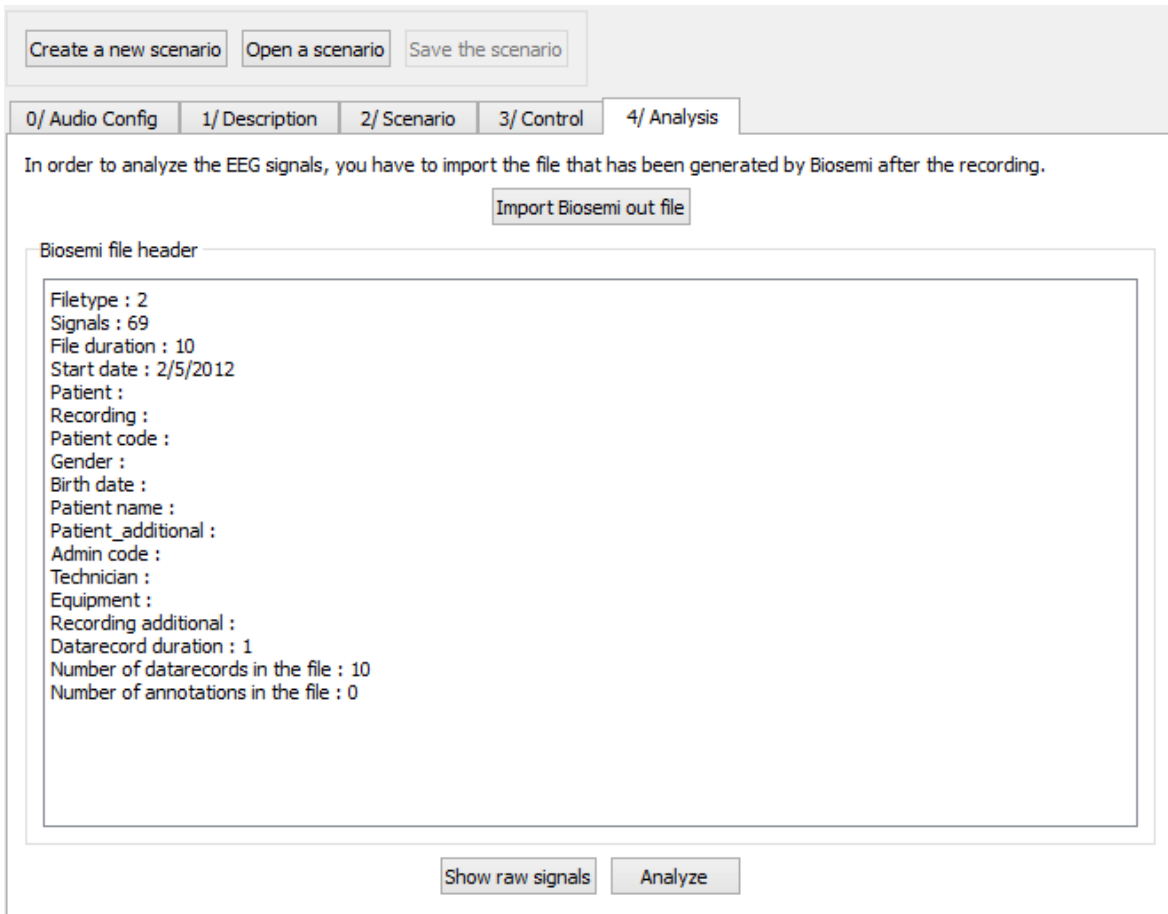 Create a new scenario Open a scenario Save the scenario
0/ Audio Config 1/ Description 2/ Scenario 3/ Control 4/ Analysis
In order to analyze the EEG signals, you have to import the file that has been generated by Biosemi after the recording.
Import Biosemi out file
Biosemi file header
Filetype : 2
Signals : 69
File duration : 10
Start date : 2/5/2012
Patient :
Recording :
Patient code :
Gender :
Birth date :
Patient name :
Patient_additional :
Admin code :
Technician :
Equipment :
Recording additional :
Datarecord duration : 1
Number of datarecords in the file : 10
Number of annotations in the file : 0
Show raw signals Analyze